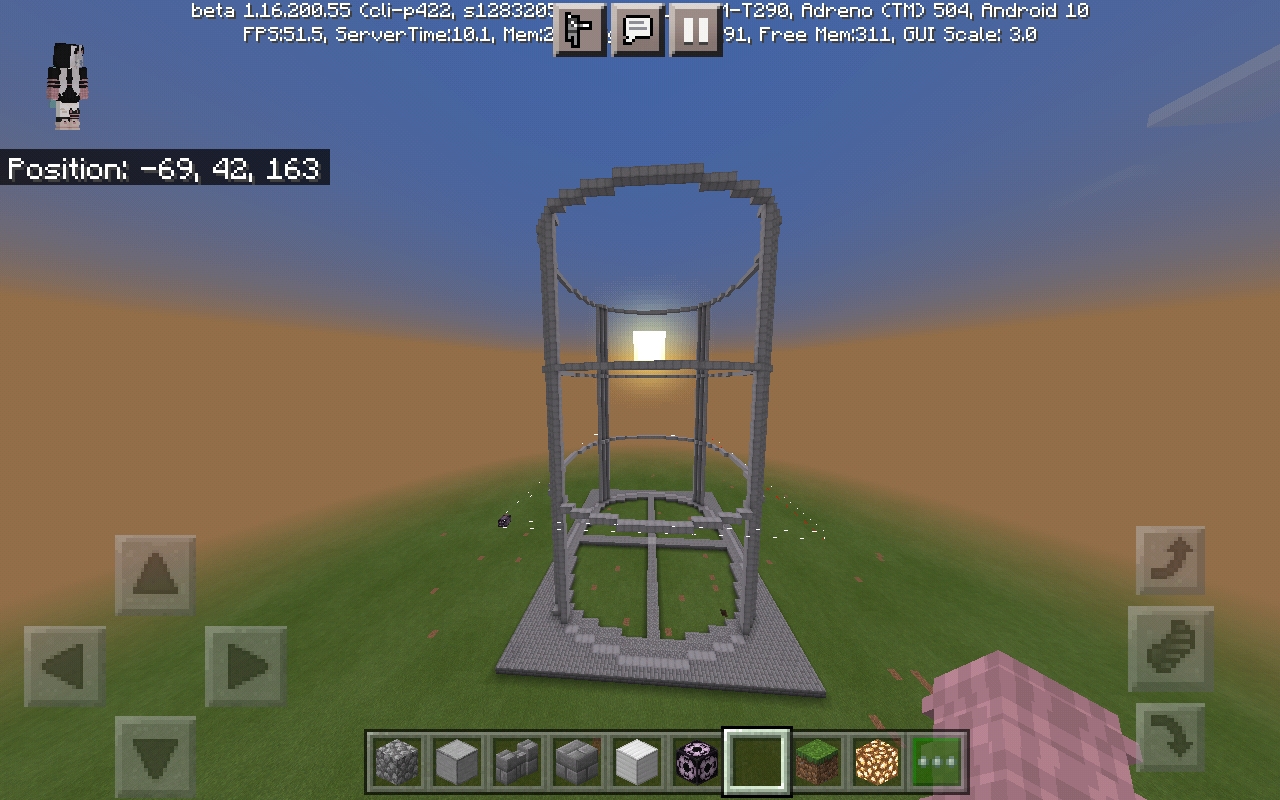 beta 1.16.200.55 (cli-p422, s1283205 -T290, Adreno (TM) 504, Android 10
FPS:51.5, ServerTime:10.1, Mem:2 91, Free Mem:311, GUI Scale: 3.0
Position: -69, 42, 163